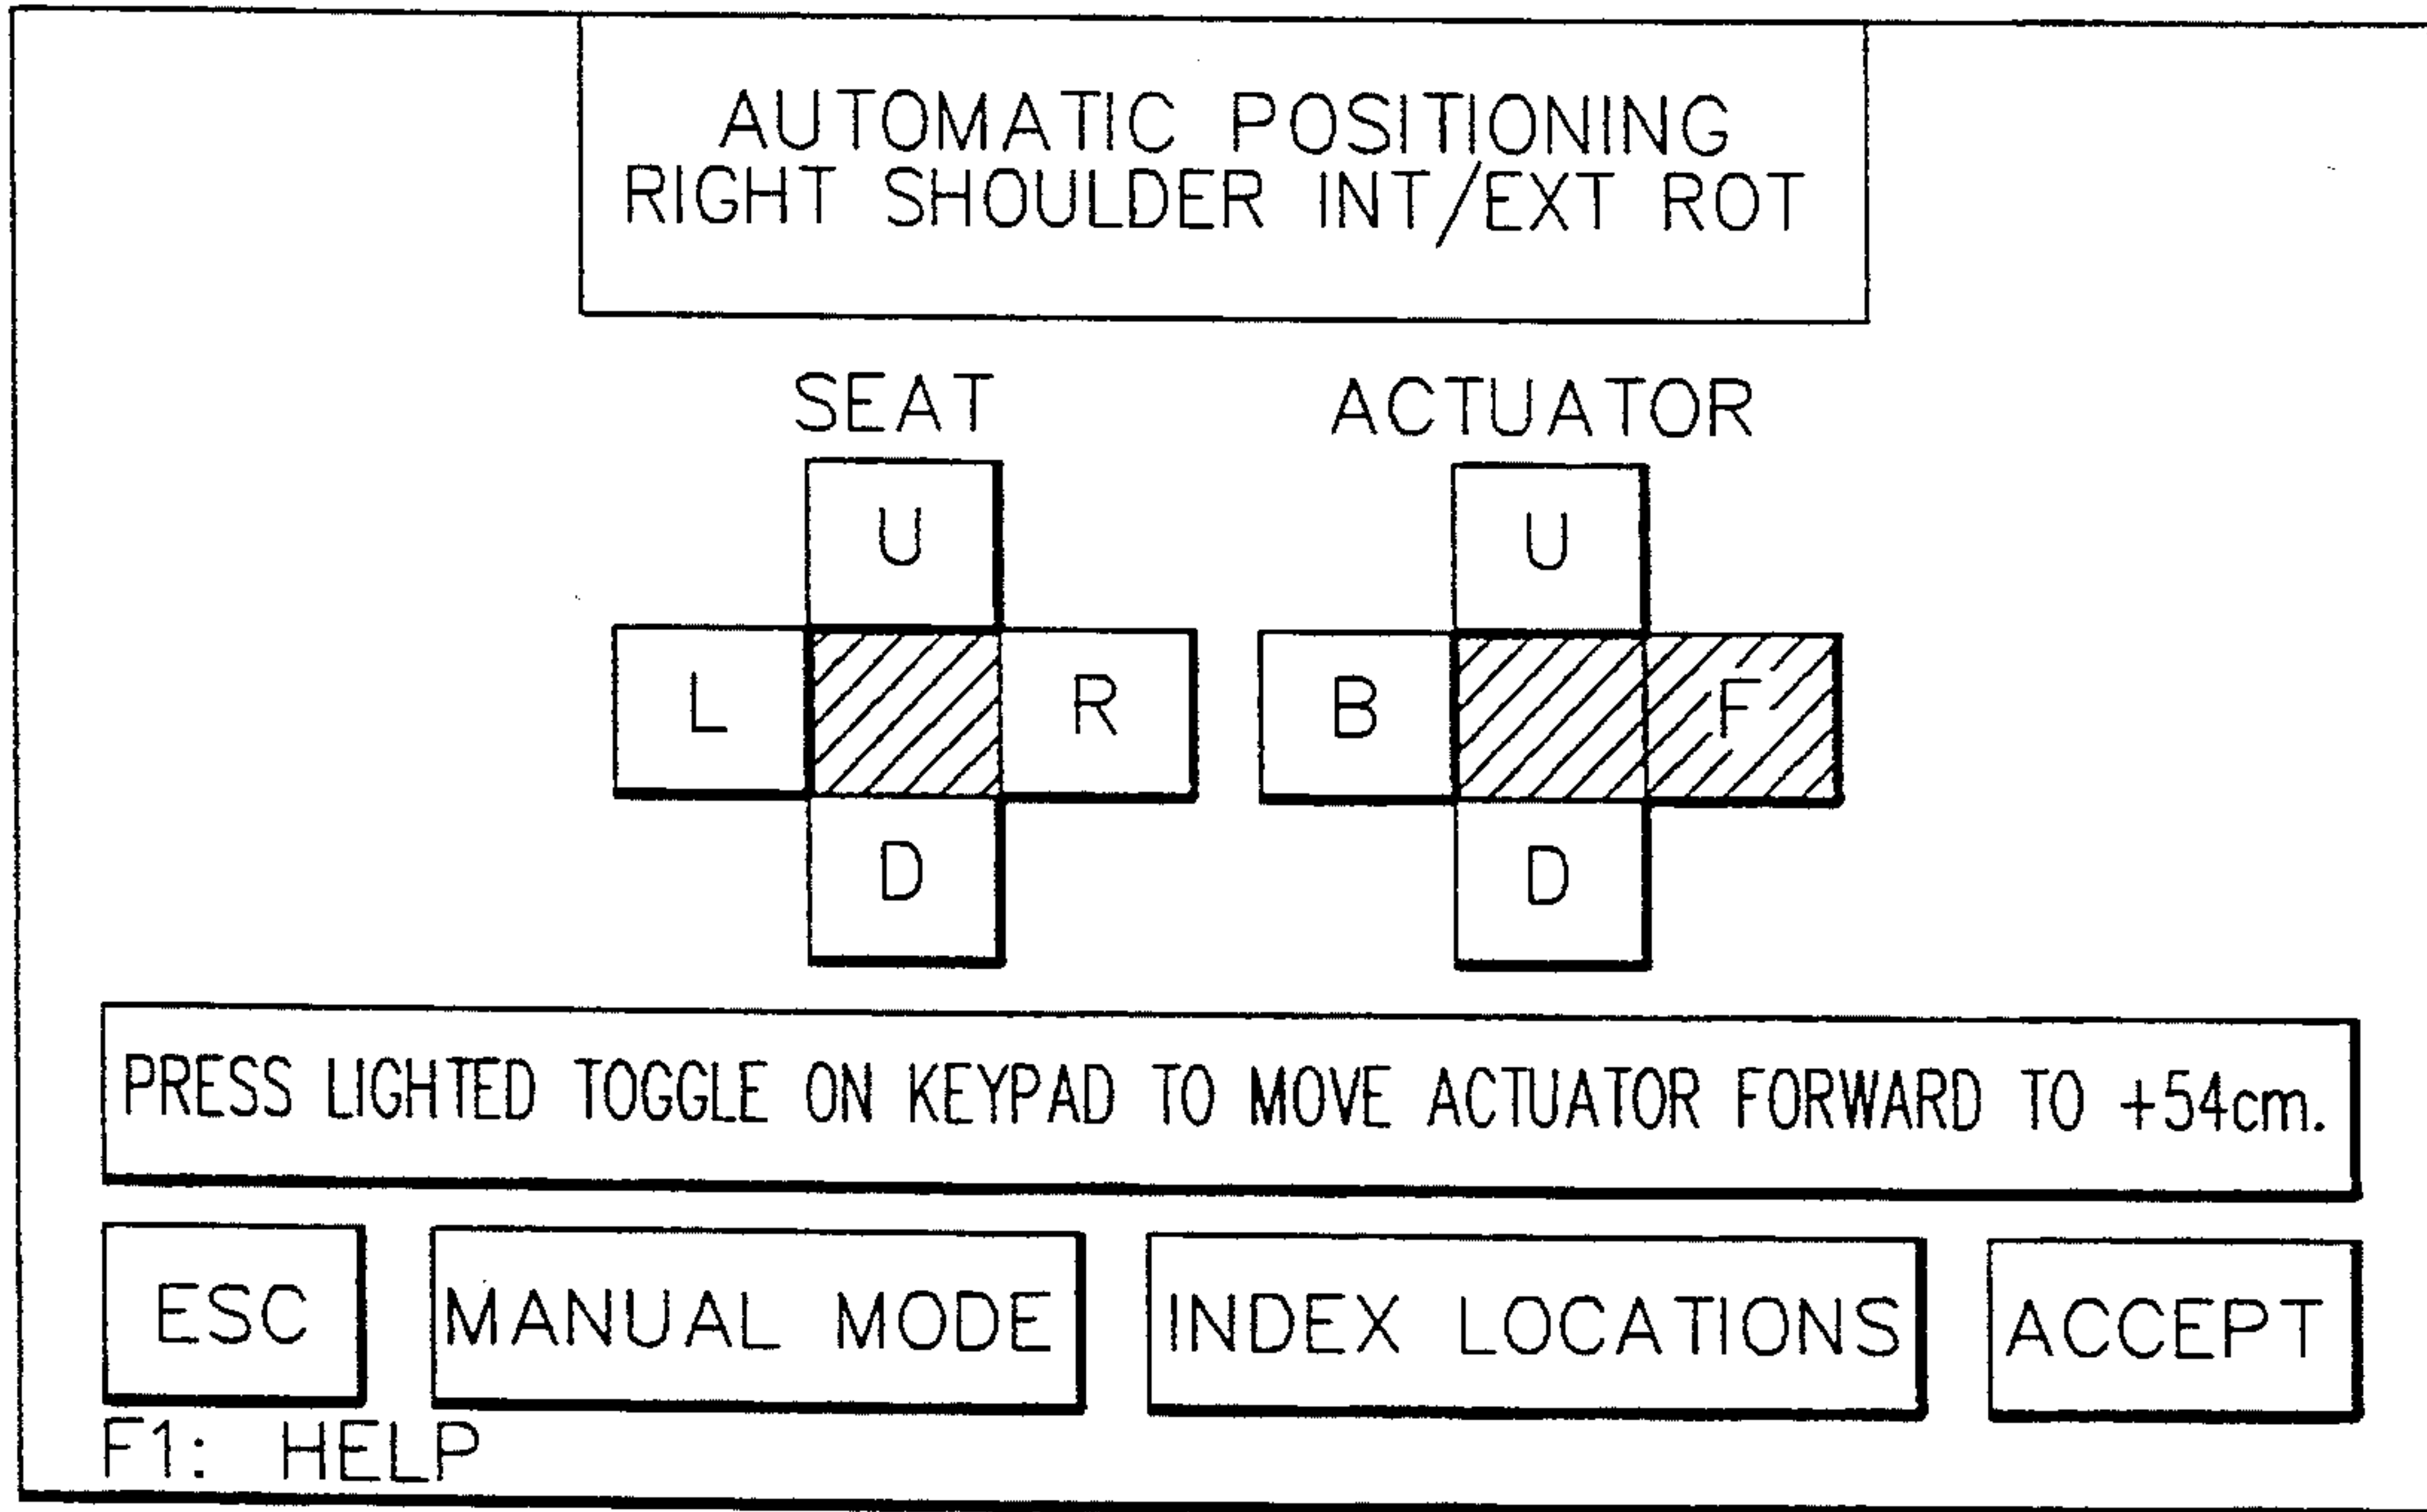 AUTOMATIC POSITIONING
RIGHT SHOULDER INT/EXT ROT
SEAT ACTUATOR
U U
L R B F
D D
PRESS LIGHTED TOGGLE ON KEYPAD TO MOVE ACTUATOR FORWARD TO +54cm.
ESC MANUAL MODE INDEX LOCATIONS ACCEPT
F1: HELP